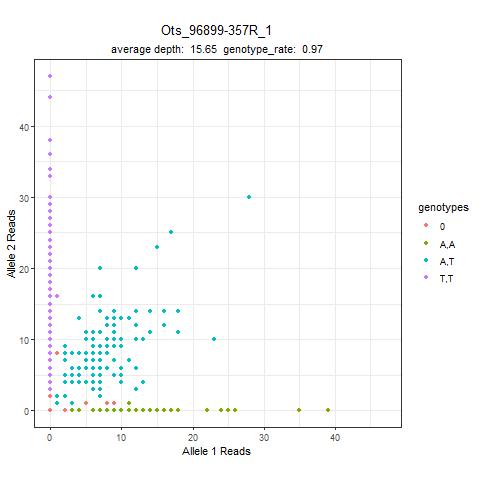 Ots_96899-357R_1
average depth: 15.65 genotype_rate: 0.97
Allele 2 Reads
40
30
20
10
0
0 10 20 30 40
Allele 1 Reads
genotypes
0
A,A
A,T
T,T